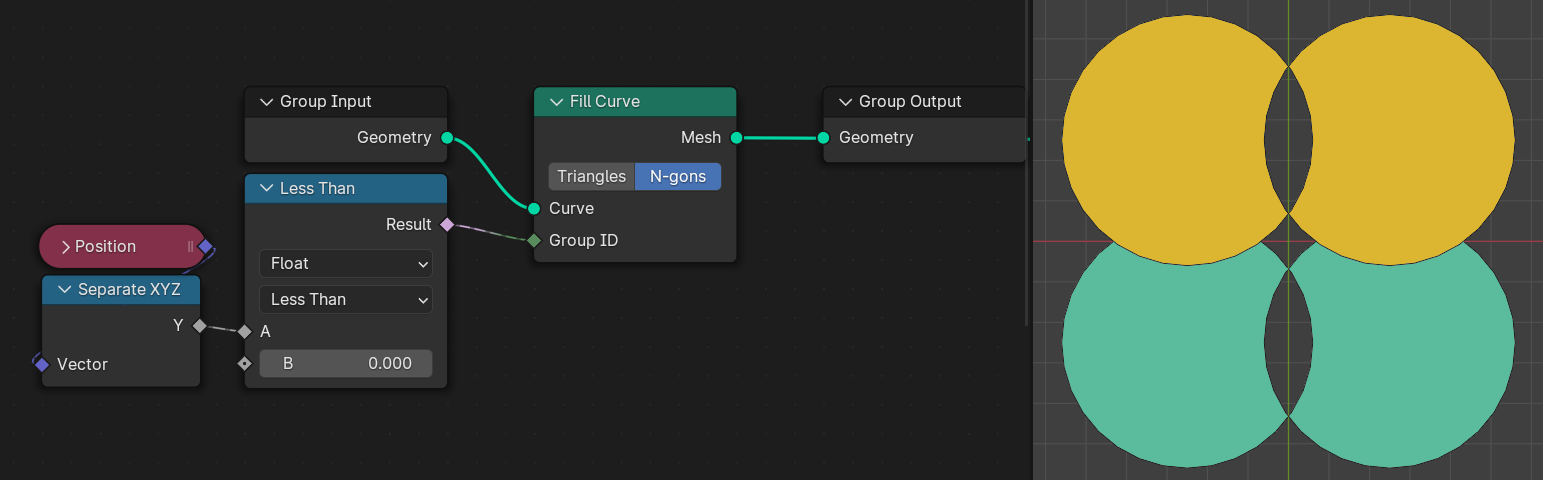 Group Input
Geometry
Less Than
Result
Float
Less Than
A
B 0.000
Position
Separate XYZ
Y
Vector
Fill Curve
Mesh
Triangles N-gons
Curve
Group ID
Group Output
Geometry